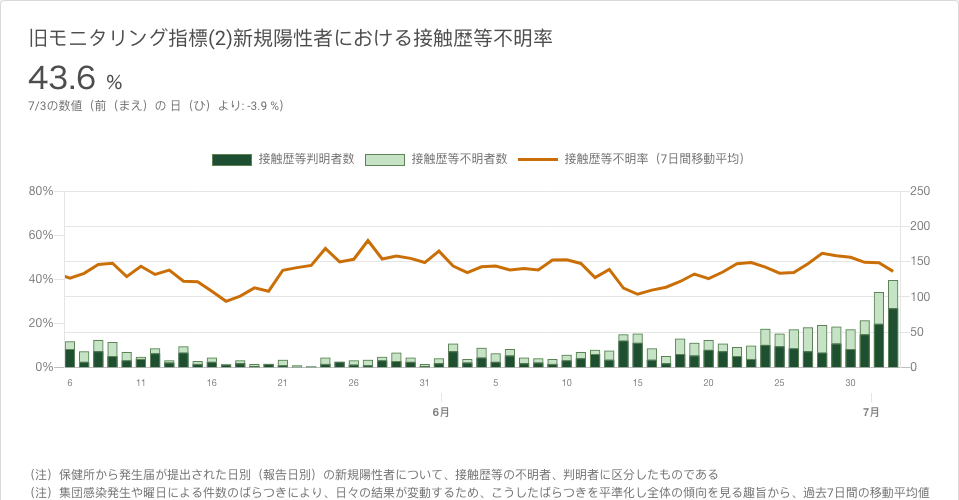 旧モニタリング指標(2)新規陽性者における接触歴等不明率
43.6 %
7/3の数値（前（まえ）の 日（ひ）より: -3.9 %）
接触歴等判明者数 接触歴等不明者数 接触歴等不明率（7日間移動平均）
80% 250
200
60% 150
40% 100
20% 50
0% 0
6 11 16 21 26 31 5 10 15 20 25 30
6月 7月
（注）保健所から発生届が提出された日別（報告日別）の新規陽性者について、接触歴等の不明者、判明者に区分したものである
（注）集団感染発生や曜日による件数のばらつきにより、日々の結果が変動するため、こうしたばらつきを平準化し全体の傾向を見る趣旨から、過去7日間の移動平均値